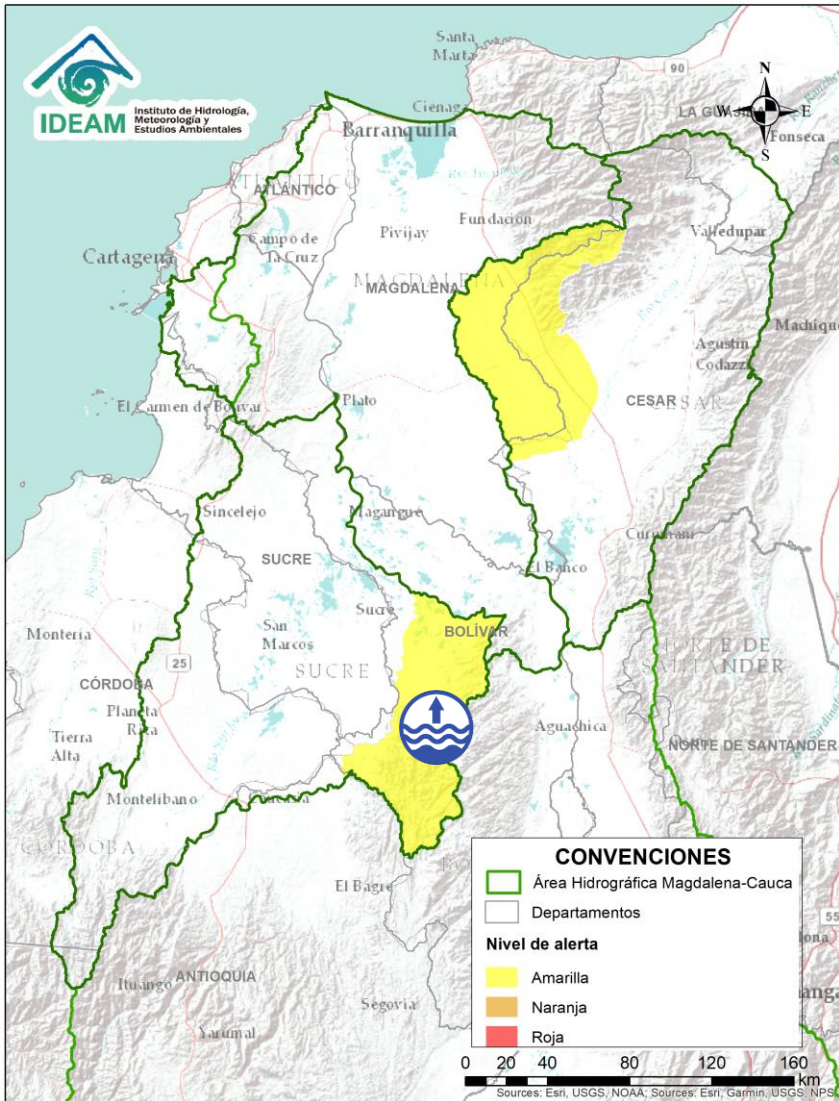 IDEAM
Instituto de Hidrología,
Meteorología y
Estudios Ambientales
Santa
Marta
90
N
W
E
S
Ciénaga
Barranquilla
Fonseca
ATLÁNTICO
ATLÁNTICO
Fundación
Pivijay
Valledupar
Campo de
la Cruz
Cartagena
MAGDALENA
MAGDALENA
Machique
Agustín
Codazzi
El Carmen de Bolívar
Plato
CESAR
CESAR
Sincelejo
Magangué
Curumaní
SUCRE
El Banco
Sucre
BOLÍVAR
Montería
San
Marcos
NORTE DE
SANTANDER
25
SUCRE
CÓRDOBA
Planeta
Rica
Aguachica
Tierra
Alta
NORTE DE SANTANDER
Montelíbano
CÓRDOBA
El Bagre
Ituango
ANTIOQUIA
Segovia
Yarumal
CONVENCIONES
Área Hidrográfica Magdalena-Cauca
Departamentos
Nivel de alerta
Amarilla
Naranja
Roja
55
0 20 40 80 120 160
km
Sources: Esri, USGS, NOAA; Sources: Esri, Garmin, USGS, NPS